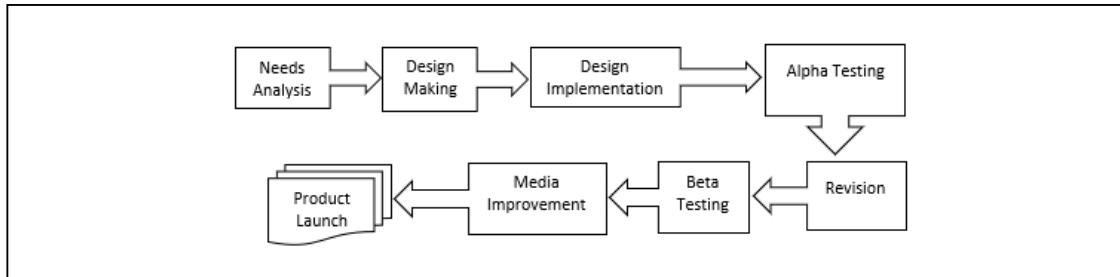 Needs
Analysis
Design
Making
Design
Implementation
Alpha Testing
Revision
Beta
Testing
Media
Improvement
Product
Launch